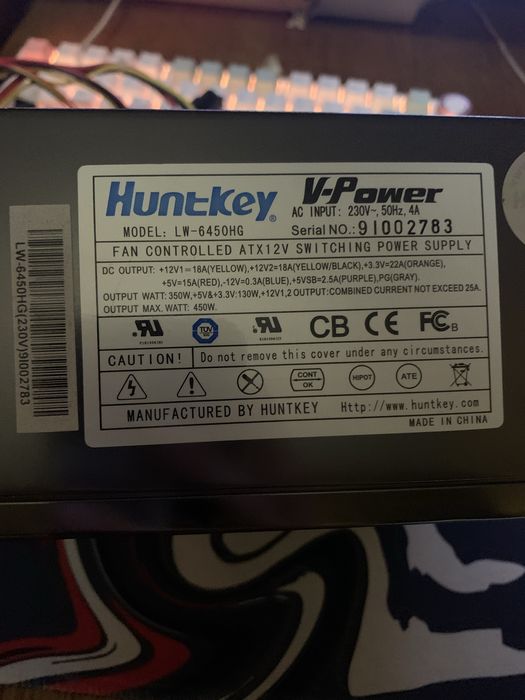 HuntKey® V-Power
AC INPUT: 230V~, 50Hz, 4A
MODEL: LW-6450HG Serial NO.:91002783
FAN CONTROLLED ATX12V SWITCHING POWER SUPPLY
DC OUTPUT: +12V1=18A(YELLOW),+12V2=18A(YELLOW/BLACK),+3.3V=22A(ORANGE),
+5V=15A(RED),-12V=0.3A(BLUE),+5VSB=2.5A(PURPLE),PG(GRAY).
OUTPUT WATT: 350W,+5V&+3.3V:130W,+12V1,2 OUTPUT:COMBINED CURRENT NOT EXCEED 25A.
OUTPUT MAX. WATT: 450W.
RU TÜV RU CB CE FC B
CAUTION! Do not remove this cover under any circumstances.
CONT OK HIPOT ATE
MANUFACTURED BY HUNTKEY Http://www.huntkey.com
MADE IN CHINA
LW-6450HG(230V)90D2783